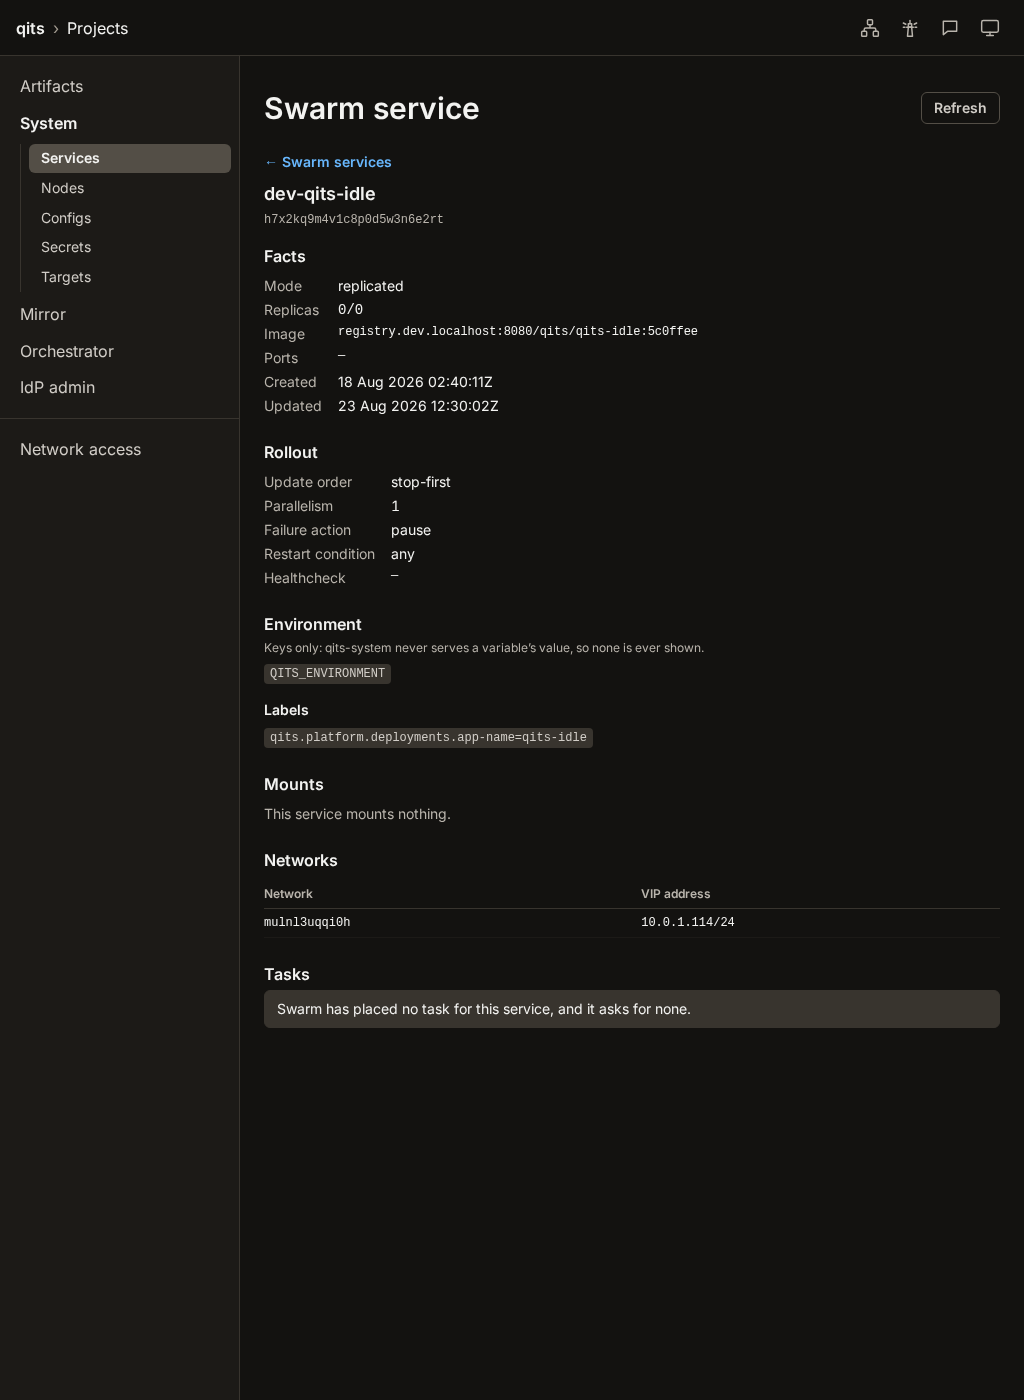 qits › Projects
Artifacts
System
Services
Nodes
Configs
Secrets
Targets
Mirror
Orchestrator
IdP admin
Network access
Swarm service
Refresh
← Swarm services
dev-qits-idle
h7x2kq9m4v1c8p0d5w3n6e2rt
Facts
Mode replicated
Replicas 0/0
Image registry.dev.localhost:8080/qits/qits-idle:5c0ffee
Ports —
Created 18 Aug 2026 02:40:11Z
Updated 23 Aug 2026 12:30:02Z
Rollout
Update order stop-first
Parallelism 1
Failure action pause
Restart condition any
Healthcheck —
Environment
Keys only: qits-system never serves a variable’s value, so none is ever shown.
QITS_ENVIRONMENT
Labels
qits.platform.deployments.app-name=qits-idle
Mounts
This service mounts nothing.
Networks
Network VIP address
mulnl3uqqi0h 10.0.1.114/24
Tasks
Swarm has placed no task for this service, and it asks for none.